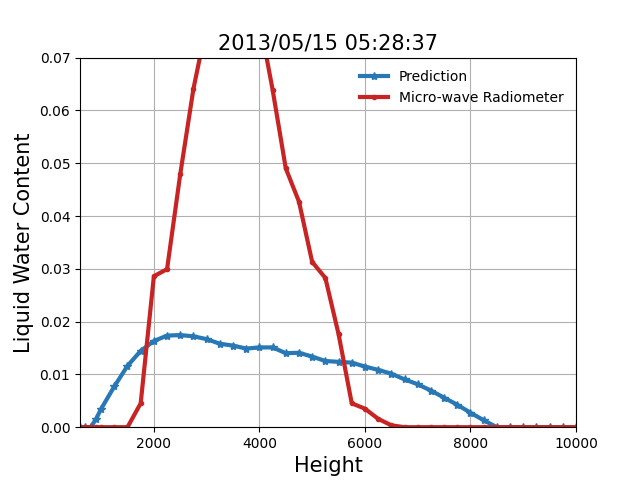 2013/05/15 05:28:37
Prediction
Micro-wave Radiometer
Liquid Water Content
0.07
0.06
0.05
0.04
0.03
0.02
0.01
0.00
2000 4000 6000 8000 10000
Height